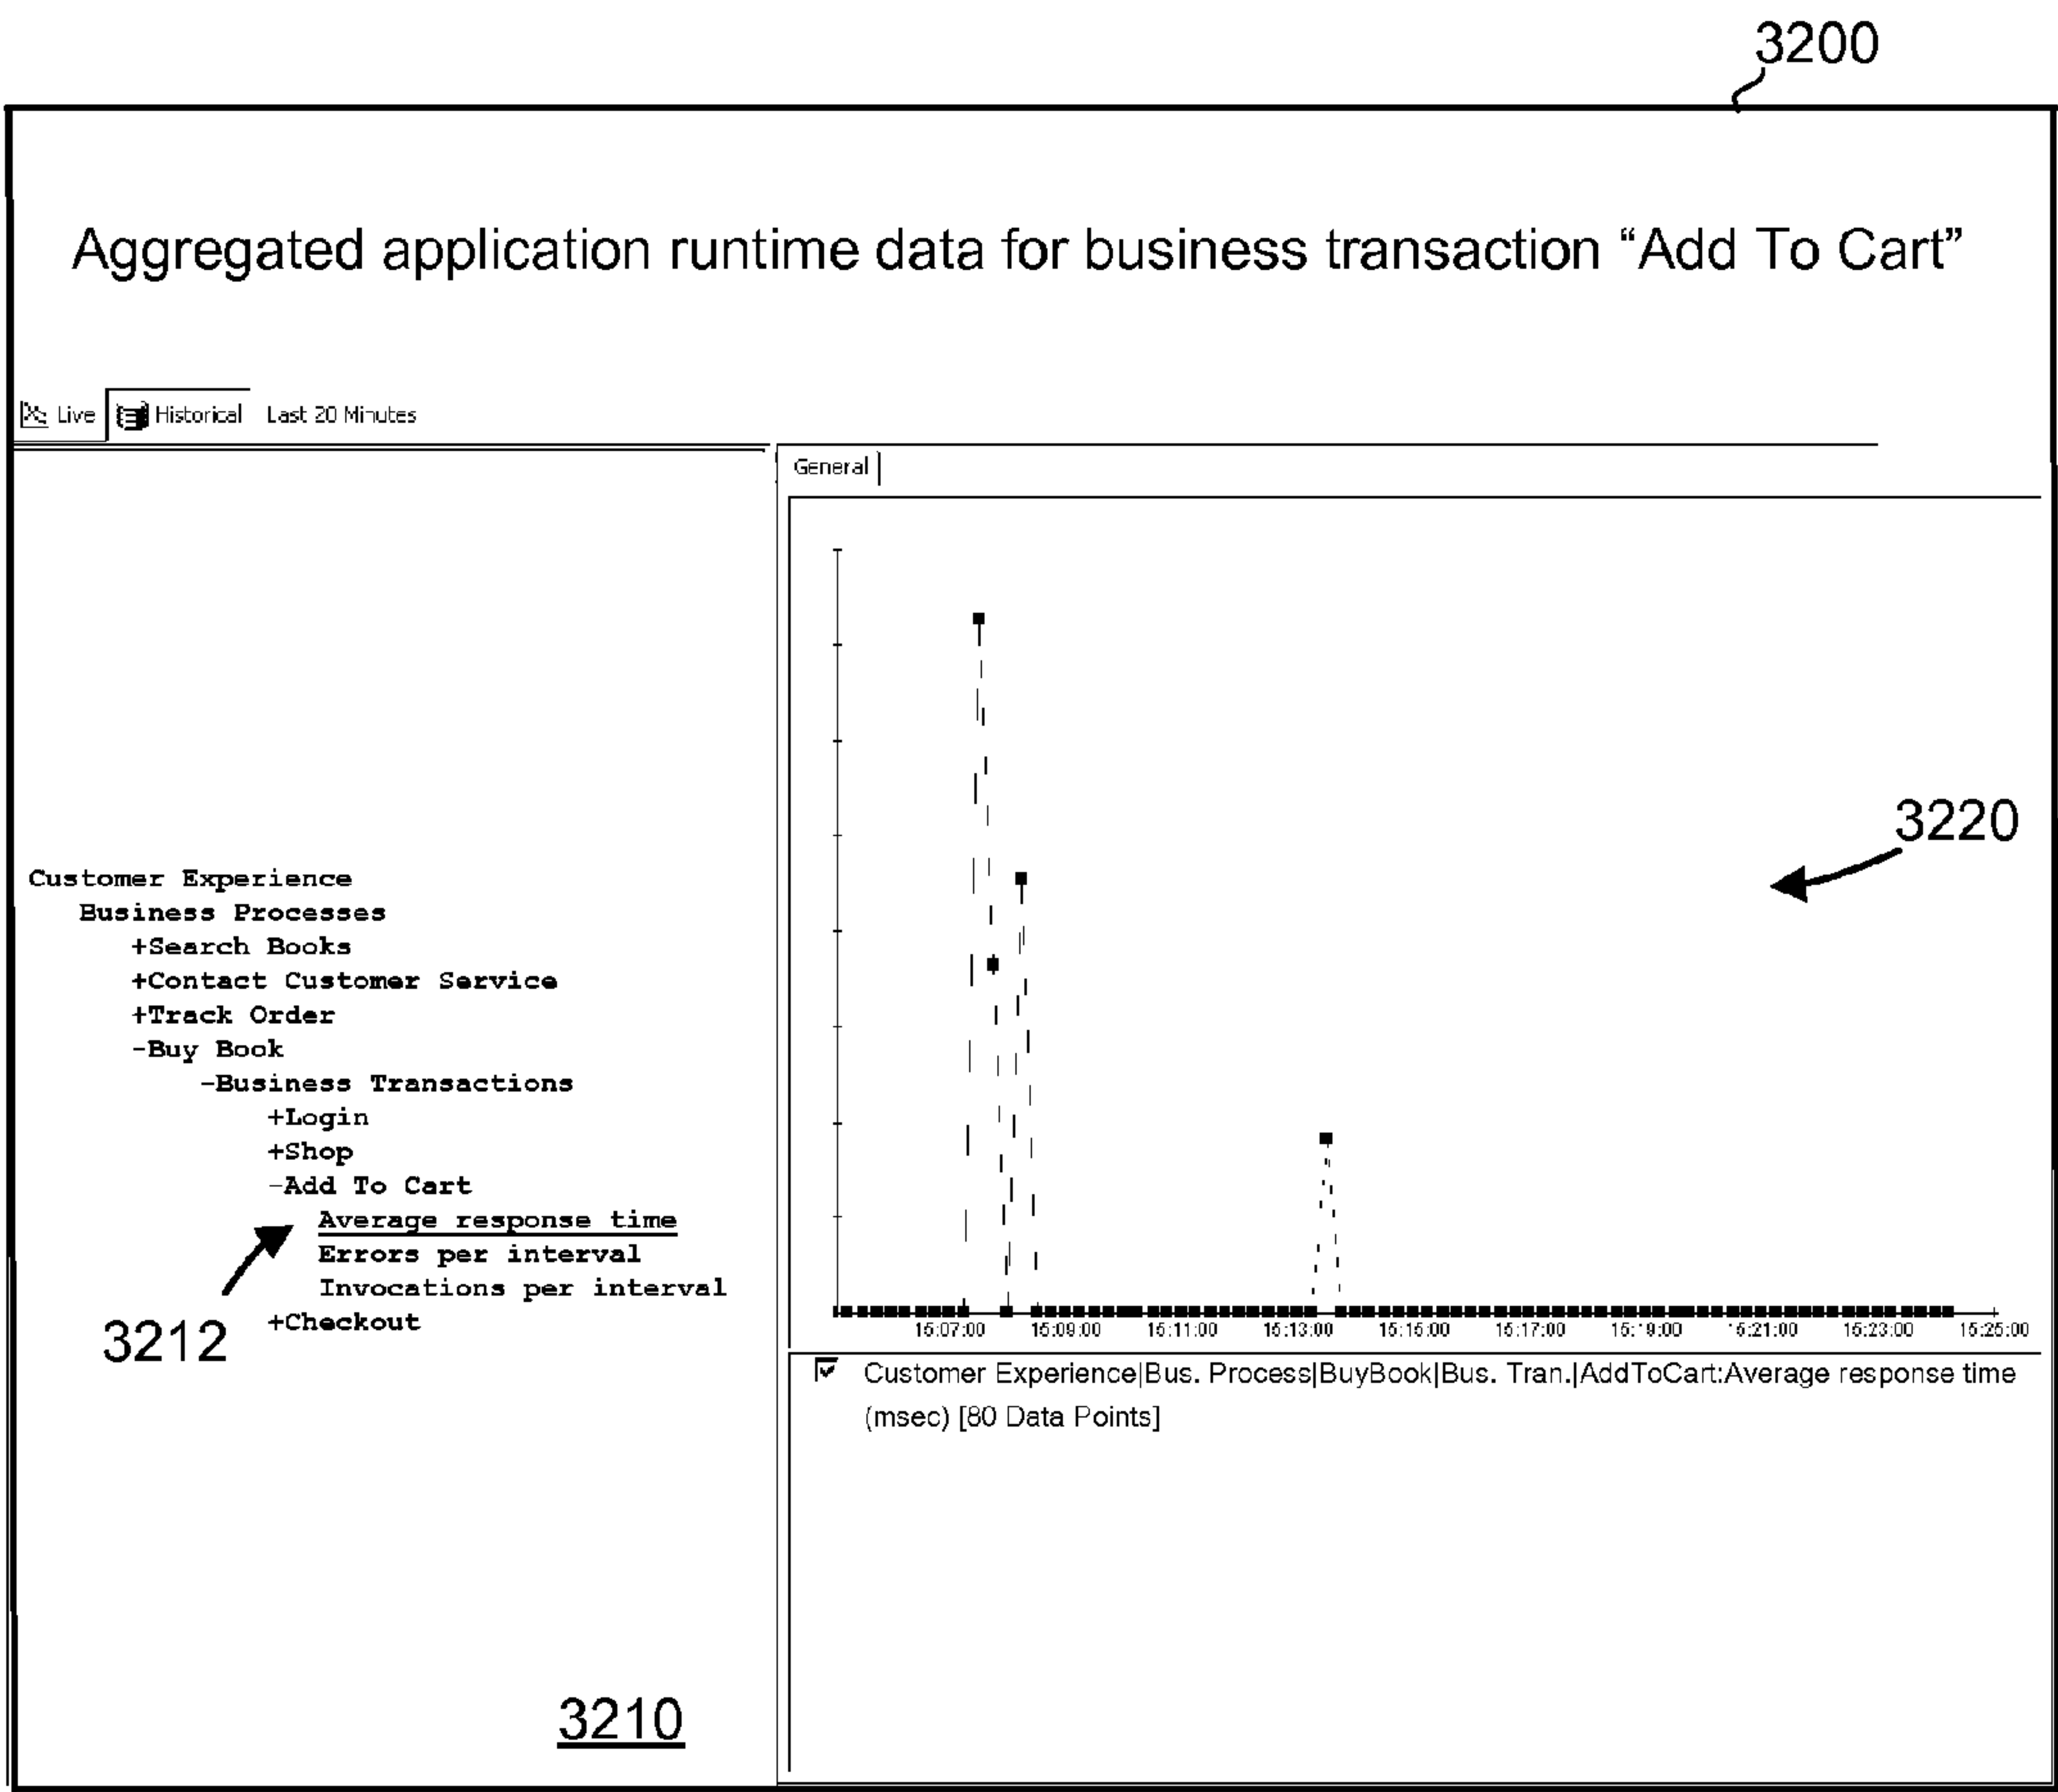 3200
Aggregated application runtime data for business transaction “Add To Cart”
Live Historical Last 20 Minutes
General
3220
Customer Experience
Business Processes
+Search Books
+Contact Customer Service
+Track Order
-Buy Book
-Business Transactions
+Login
+Shop
-Add To Cart
Average response time
Errors per interval
Invocations per interval
+Checkout
3212
3210
15:07:00 15:09:00 15:11:00 15:13:00 15:15:00 15:17:00 15:19:00 15:21:00 15:23:00 15:25:00
Customer Experience|Bus. Process|BuyBook|Bus. Tran.|AddToCart:Average response time
(msec) [80 Data Points]